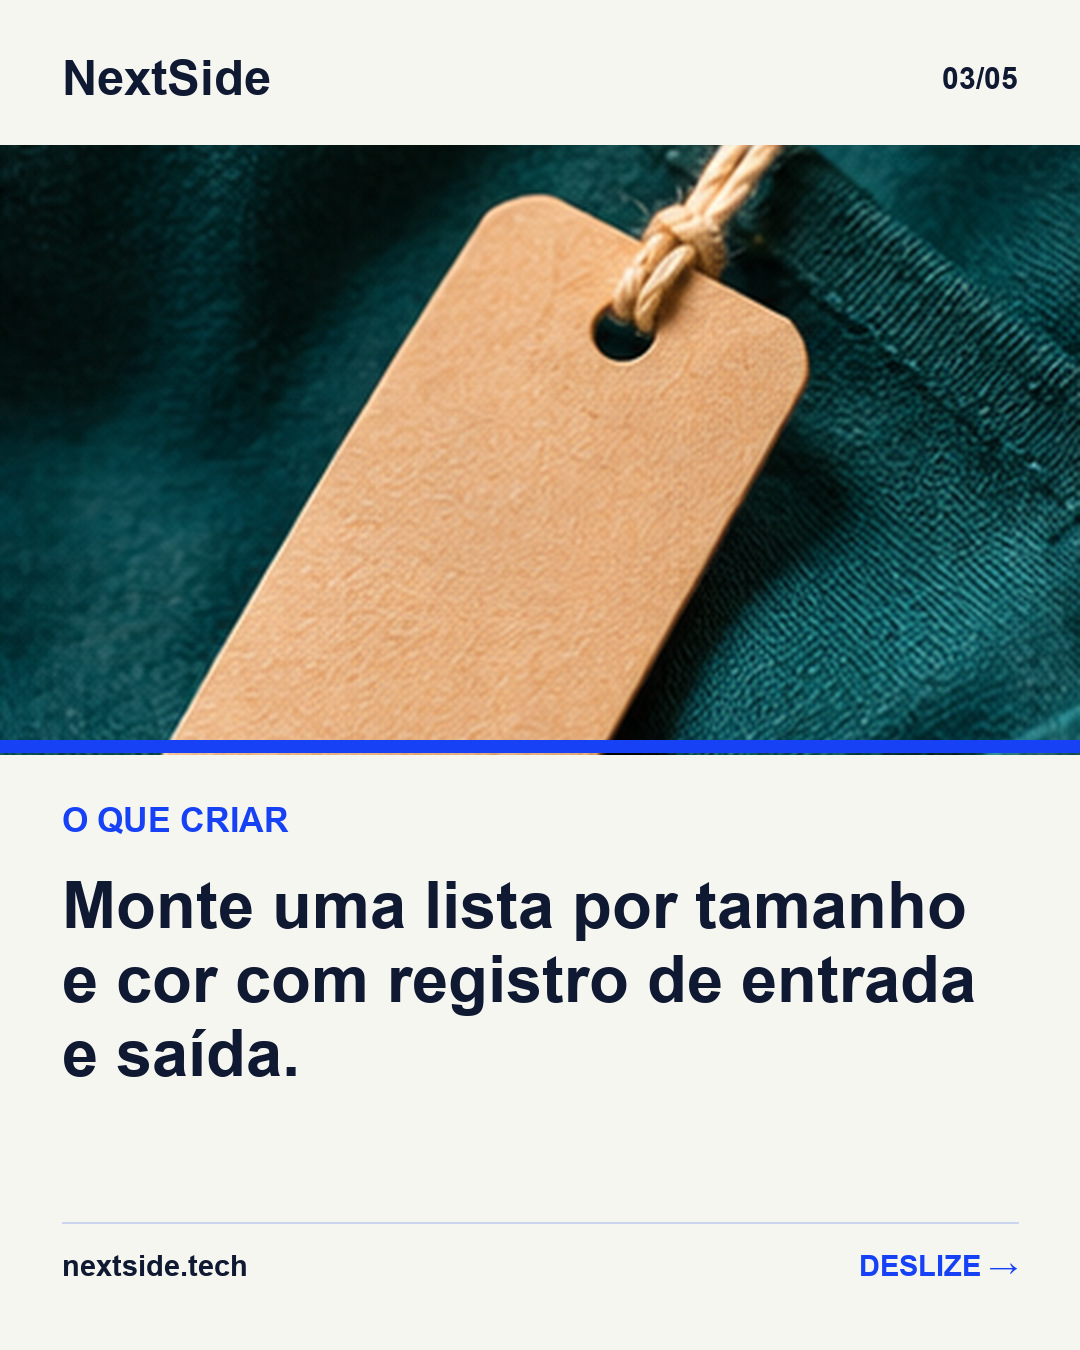 NextSide
03/05
O QUE CRIAR
Monte uma lista por tamanho
e cor com registro de entrada
e saída.
nextside.tech
DESLIZE →